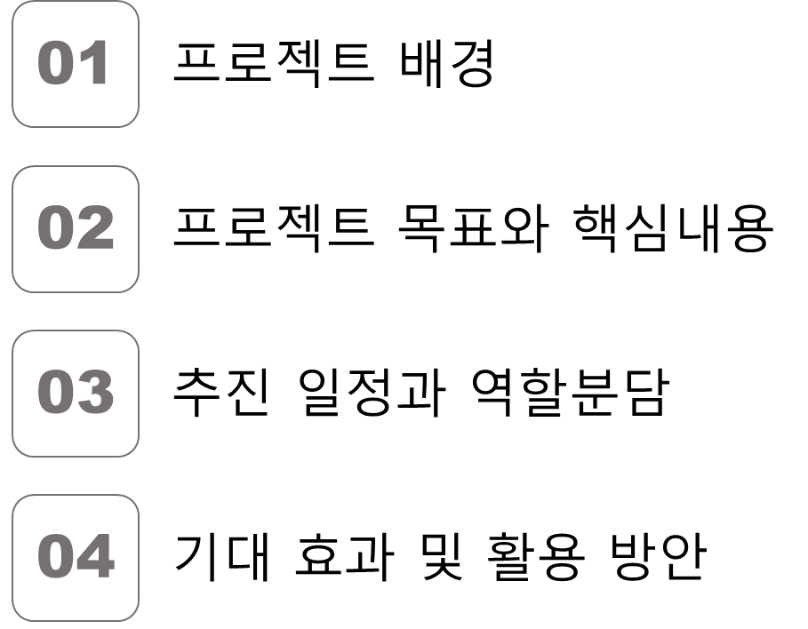 01 프로젝트 배경
02 프로젝트 목표와 핵심내용
03 추진 일정과 역할분담
04 기대 효과 및 활용 방안